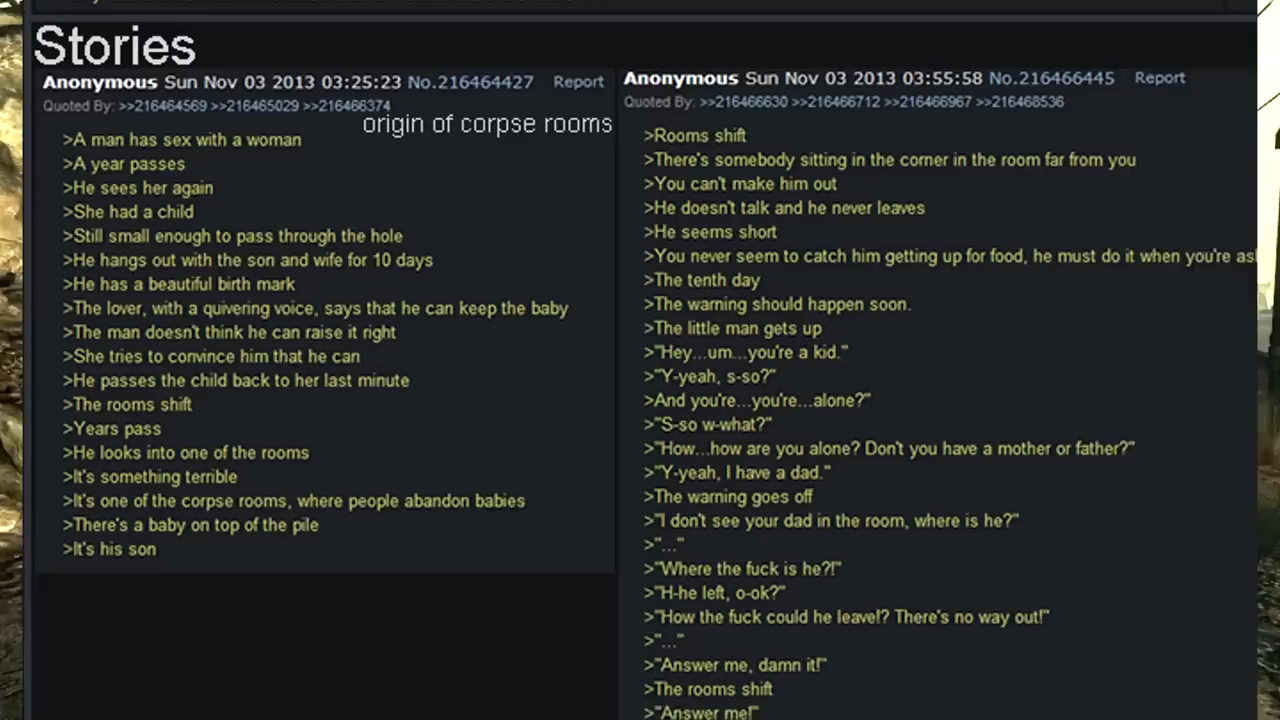 Stories
Anonymous Sun Nov 03 2013 03:25:23 No.216464427 Report
Quoted By: >>216464569 >>216465029 >>216466374
origin of corpse rooms
>A man has sex with a woman
>A year passes
>He sees her again
>She had a child
>Still small enough to pass through the hole
>He hangs out with the son and wife for 10 days
>He has a beautiful birth mark
>The lover, with a quivering voice, says that he can keep the baby
>The man doesn't think he can raise it right
>She tries to convince him that he can
>He passes the child back to her last minute
>The rooms shift
>Years pass
>He looks into one of the rooms
>It's something terrible
>It's one of the corpse rooms, where people abandon babies
>There's a baby on top of the pile
>It's his son
Anonymous Sun Nov 03 2013 03:55:58 No.216466445 Report
Quoted By: >>216466630 >>216466712 >>216466967 >>216468536
>Rooms shift
>There's somebody sitting in the corner in the room far from you
>You can't make him out
>He doesn't talk and he never leaves
>He seems short
>You never seem to catch him getting up for food, he must do it when you're
>The tenth day
>The warning should happen soon.
>The little man gets up
>"Hey...um...you're a kid."
>"Y-yeah, s-so?"
>And you're...you're...alone?"
>"S-so w-what?"
>"How...how are you alone? Don't you have a mother or father?"
>"Y-yeah, I have a dad."
>The warning goes off
>"I don't see your dad in the room, where is he?"
>"..."
>"Where the fuck is he?!"
>"H-he left, o-ok?"
>"How the fuck could he leave!? There's no way out!"
>"..."
>"Answer me, damn it!"
>The rooms shift
>"Answer me!"